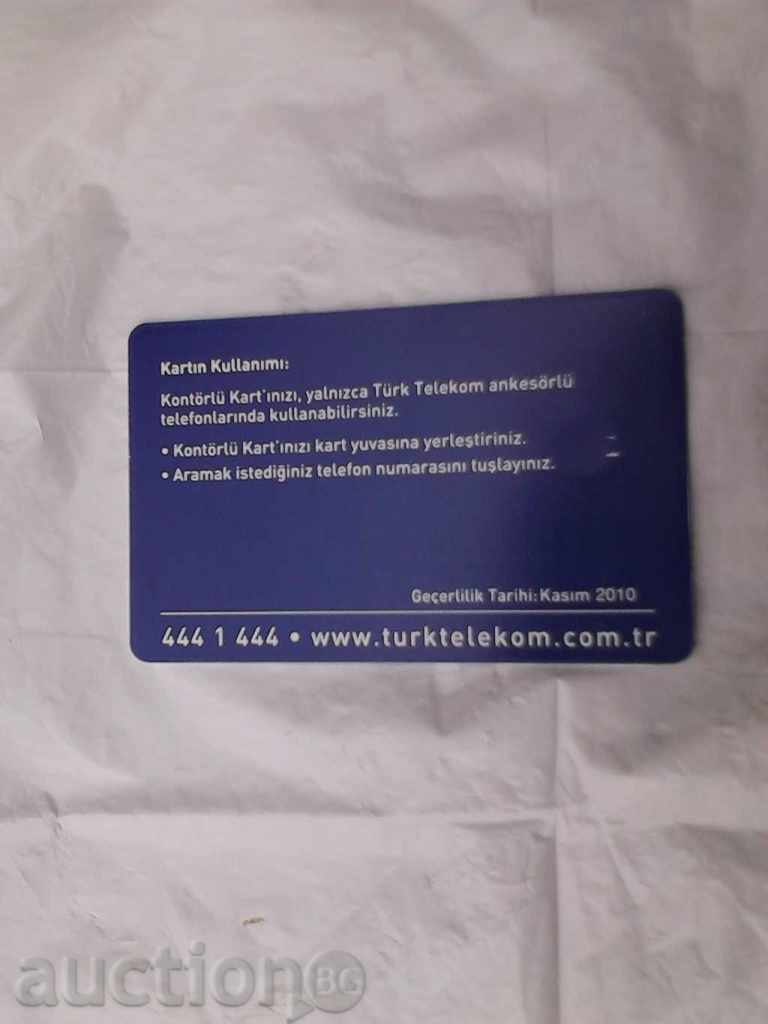 Kartın Kullanımı:
Kontörlü Kart'ınızı, yalnızca Türk Telekom ankesörlü
telefonlarında kullanabilirsiniz.
• Kontörlü Kart'ınızı kart yuvasına yerleştiriniz.
• Aramak istediğiniz telefon numarasını tuşlayınız.
Geçerlilik Tarihi: Kasım 2010
444 1 444 • www.turktelekom.com.tr
auction BG